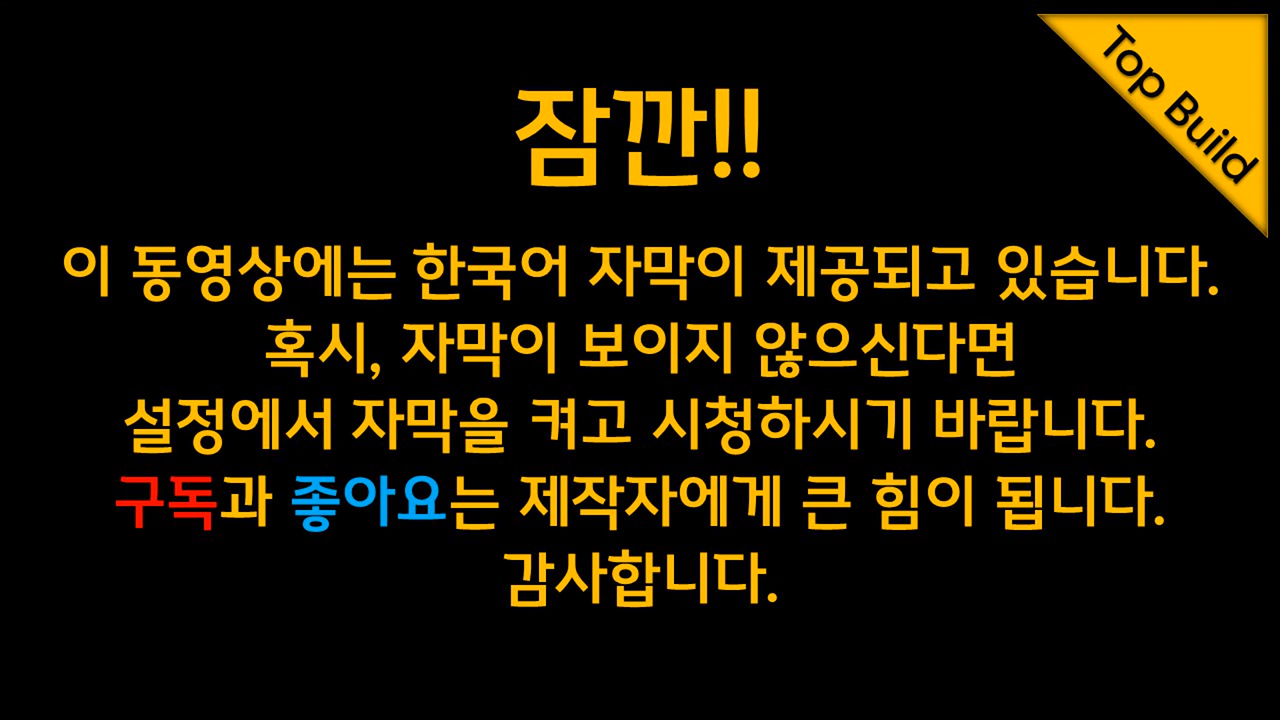 Top Build
잠깐!!
이 동영상에는 한국어 자막이 제공되고 있습니다.
혹시, 자막이 보이지 않으신다면
설정에서 자막을 켜고 시청하시기 바랍니다.
구독과 좋아요는 제작자에게 큰 힘이 됩니다.
감사합니다.